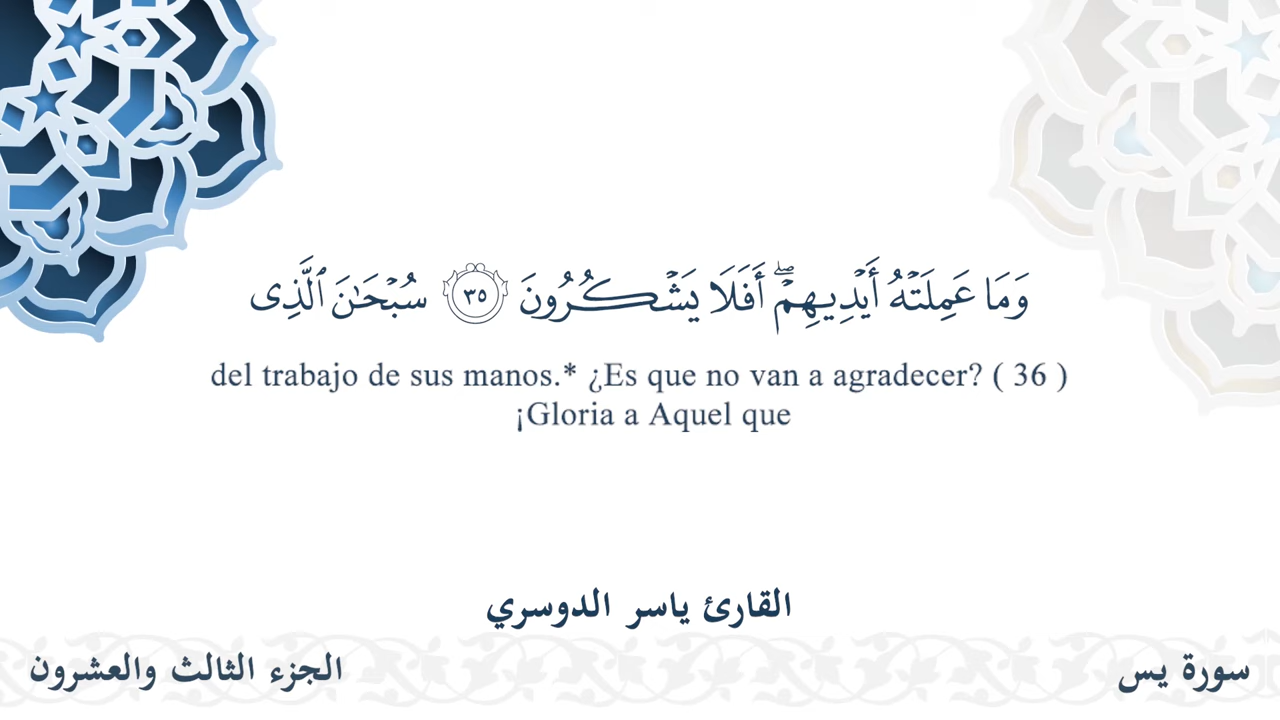 وَمَا عَمِلَتْهُ أَيْدِيهِمْ ۖ أَفَلَا يَشْكُرُونَ ٣٥ سُبْحَـٰنَ ٱلَّذِى
del trabajo de sus manos.* ¿Es que no van a agradecer? ( 36 )
¡Gloria a Aquel que
القارئ ياسر الدوسري
سورة يس
الجزء الثالث والعشرون